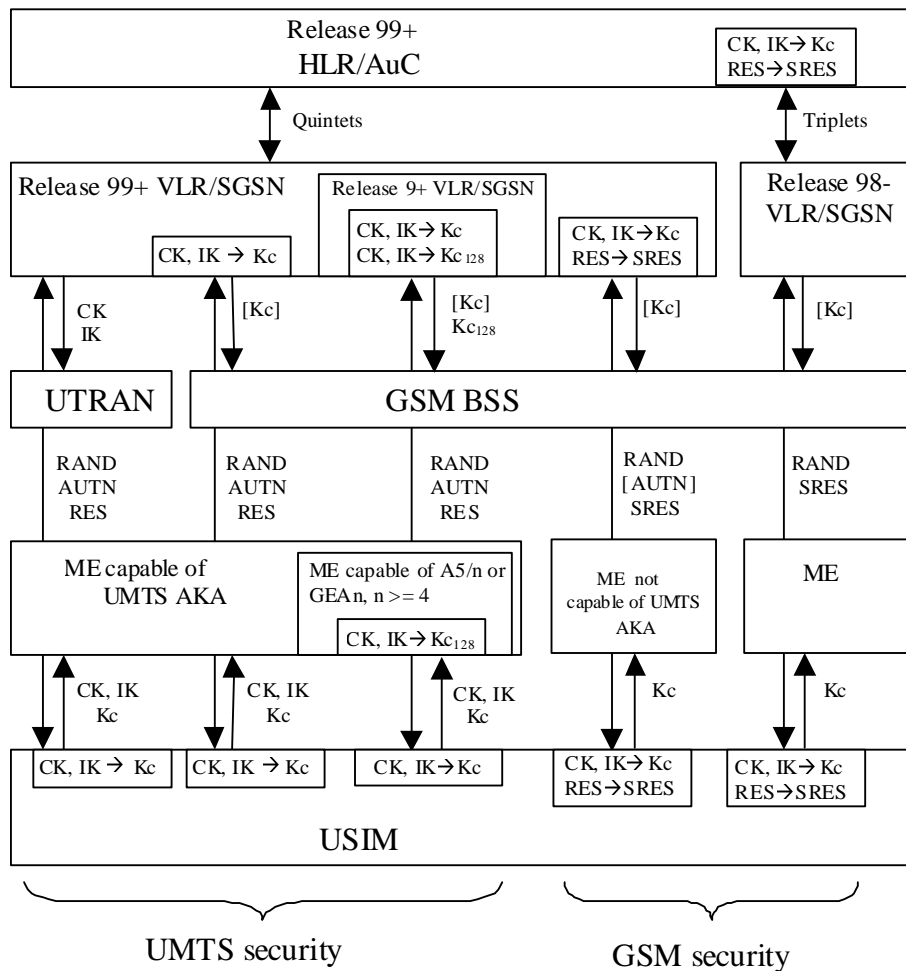 Release 99+
HLR/AuC
CK, IK→Kc
RES→SRES
Quintets
Triplets
Release 99+ VLR/SGSN
CK, IK → Kc
Release 9+ VLR/SGSN
CK, IK→Kc
CK, IK→Kc128
CK, IK→Kc
RES→SRES
Release 98-
VLR/SGSN
CK
IK
[Kc]
[Kc]
Kc128
[Kc]
[Kc]
UTRAN
GSM BSS
RAND
AUTN
RES
RAND
AUTN
RES
RAND
AUTN
RES
RAND
[AUTN]
SRES
RAND
SRES
ME capable of
UMTS AKA
ME capable of A5/n or
GEAn, n >= 4
CK, IK→Kc128
ME not
capable of UMTS
AKA
ME
CK, IK
Kc
CK, IK
Kc
CK, IK
Kc
Kc
Kc
CK, IK → Kc
CK, IK → Kc
CK, IK→Kc
CK, IK→Kc
RES→SRES
CK, IK→Kc
RES→SRES
USIM
UMTS security
GSM security